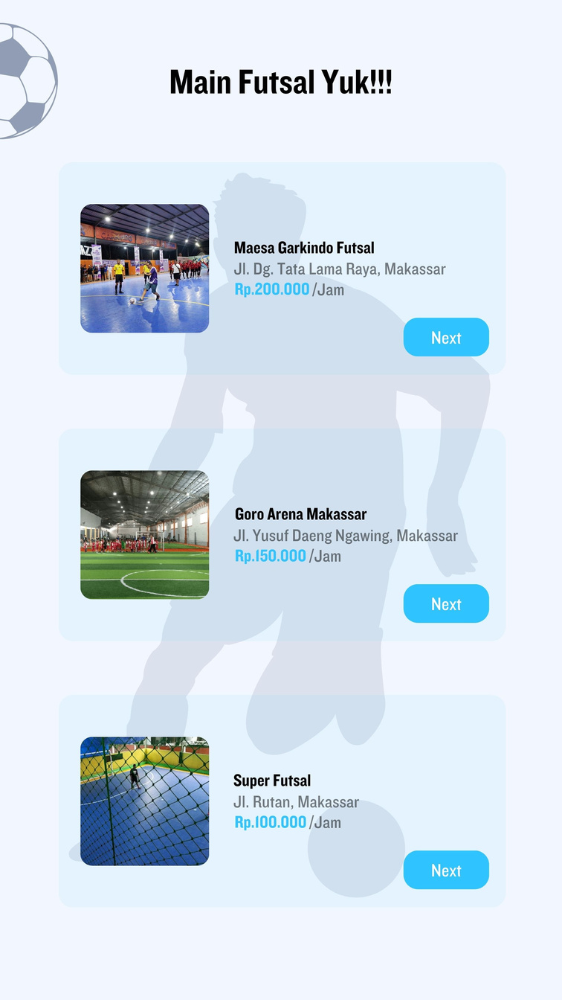 Main Futsal Yuk!!!
Maesa Garkindo Futsal
Jl. Dg. Tata Lama Raya, Makassar
Rp.200.000 /Jam
Next
Goro Arena Makassar
Jl. Yusuf Daeng Ngawing, Makassar
Rp.150.000 /Jam
Next
Super Futsal
Jl. Rutan, Makassar
Rp.100.000 /Jam
Next